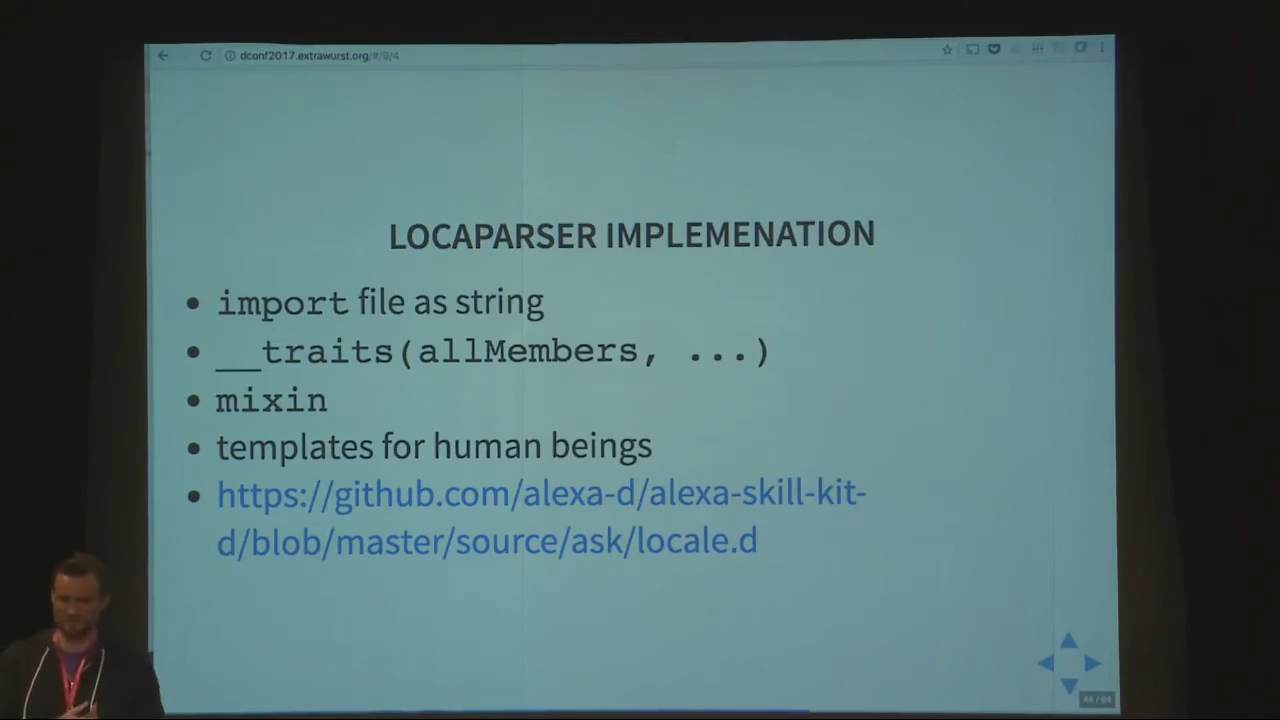 dconf2017.extrawurst.org/#/9/4
LOCAPARSER IMPLEMENATION
import file as string
__traits(allMembers, ...)
mixin
templates for human beings
https://github.com/alexa-d/alexa-skill-kit-
d/blob/master/source/ask/locale.d